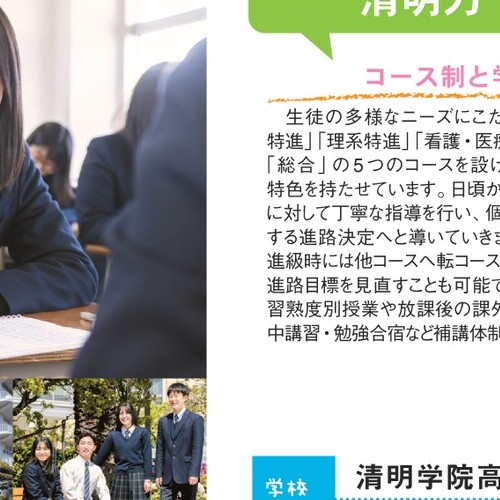 清明力
コース制と学
生徒の多様なニーズにこた
特進」「理系特進」「看護・医療
「総合」の5つのコースを設け
特色を持たせています。日頃か
に対して丁寧な指導を行い、個
する進路決定へと導いていきま
進級時には他コースへ転コース
進路目標を見直すことも可能で
習熟度別授業や放課後の課外
中講習・勉強合宿など補講体制
学校
清明学院高